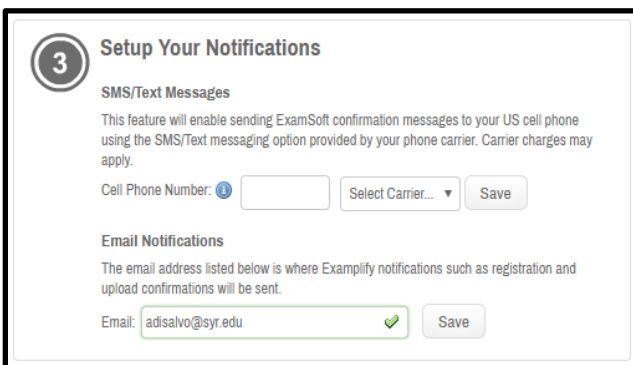 3
Setup Your Notifications
SMS/Text Messages
This feature will enable sending ExamSoft confirmation messages to your US cell phone
using the SMS/Text messaging option provided by your phone carrier. Carrier charges may
apply.
Cell Phone Number: Select Carrier... Save
Email Notifications
The email address listed below is where Examplify notifications such as registration and
upload confirmations will be sent.
Email: adisalvo@syr.edu Save